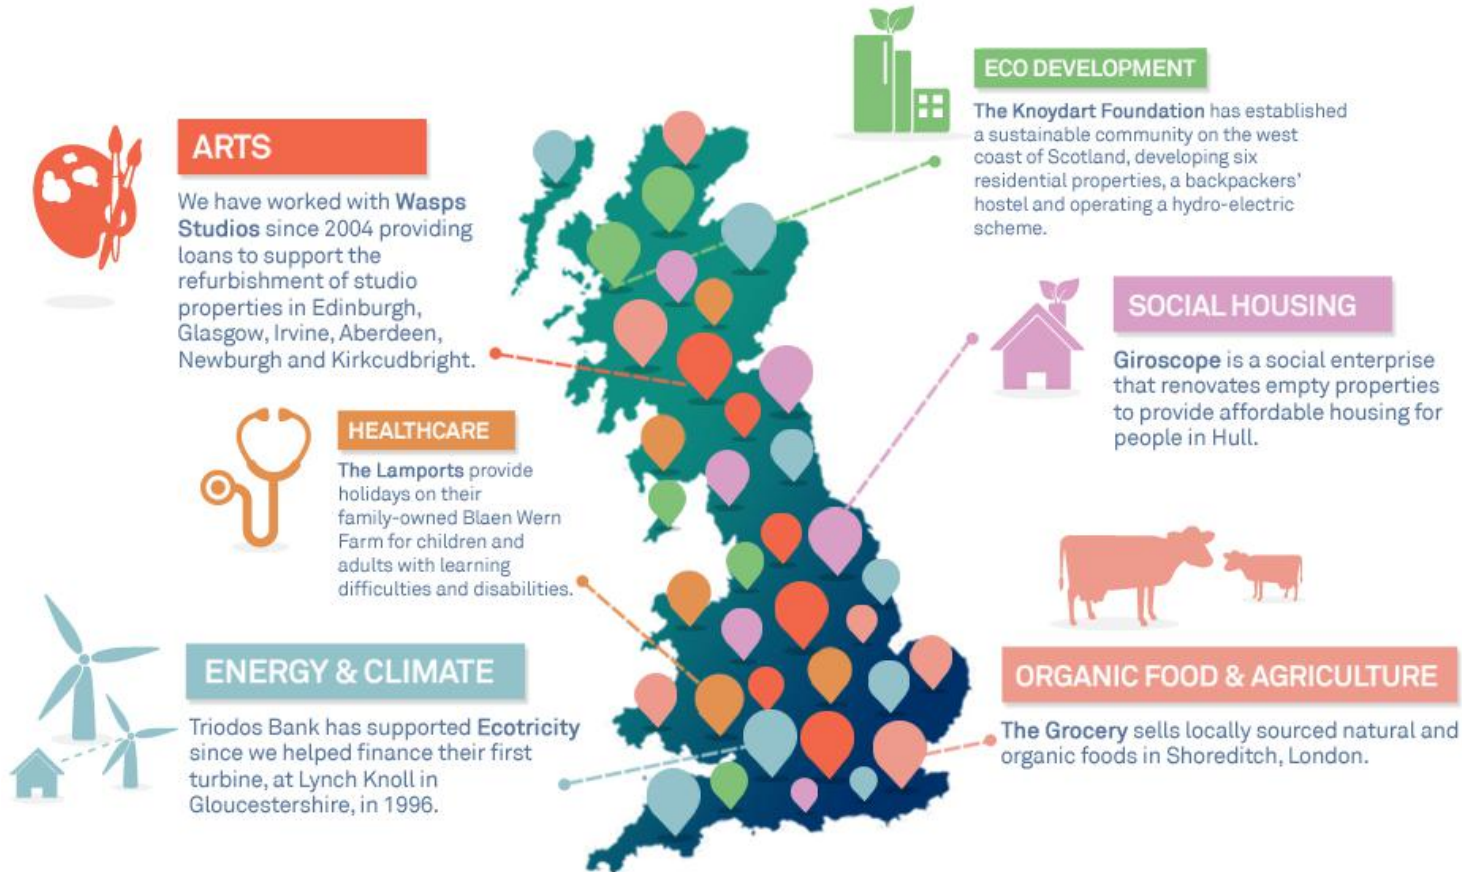 ARTS
We have worked with Wasps
Studios since 2004 providing
loans to support the
refurbishment of studio
properties in Edinburgh,
Glasgow, Irvine, Aberdeen,
Newburgh and Kirkcudbright.
HEALTHCARE
The Lamports provide
holidays on their
family-owned Blaen Wern
Farm for children and
adults with learning
difficulties and disabilities.
ENERGY & CLIMATE
Triodos Bank has supported Ecotricity
since we helped finance their first
turbine, at Lynch Knoll in
Gloucestershire, in 1996.
ECO DEVELOPMENT
The Knoydart Foundation has established
a sustainable community on the west
coast of Scotland, developing six
residential properties, a backpackers'
hostel and operating a hydro-electric
scheme.
SOCIAL HOUSING
Giroscope is a social enterprise
that renovates empty properties
to provide affordable housing for
people in Hull.
ORGANIC FOOD & AGRICULTURE
The Grocery sells locally sourced natural and
organic foods in Shoreditch, London.